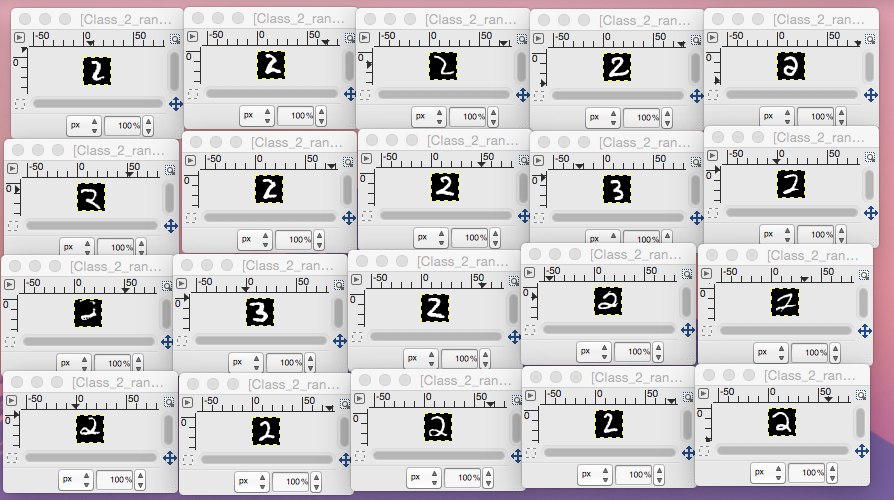 [Class_2_ran… [Class_2_ran… [Class_2_ran… [Class_2_ran… [Class_2_ran…
-50 0 50 -50 0 50 -50 0 50 -50 0 50 -50 0 50
0 2 0 2 0 2 0 2 0 2
px 100% px 100% px 100% px 100% px 100%
[Class_2_ran… [Class_2_ran… [Class_2_ran… [Class_2_ran… [Class_2_ran…
-50 0 50 -50 0 50 -50 0 50 -50 0 50 -50 0 50
0 2 0 2 0 2 0 3 0 2
px 100% px 100% px 100% px 100% px 100%
[Class_2_ran… [Class_2_ran… [Class_2_ran… [Class_2_ran… [Class_2_ran…
-50 0 50 -50 0 50 -50 0 50 -50 0 50 -50 0 50
0 0 3 0 2 0 2 0 2
px 100% px 100% px 100% px 100% px 100%
[Class_2_ran… [Class_2_ran… [Class_2_ran… [Class_2_ran… [Class_2_ran…
-50 0 50 -50 0 50 -50 0 50 -50 0 50 -50 0 50
0 2 0 2 0 2 0 2 0 2
px 100% px 100% px 100% px 100% px 100%